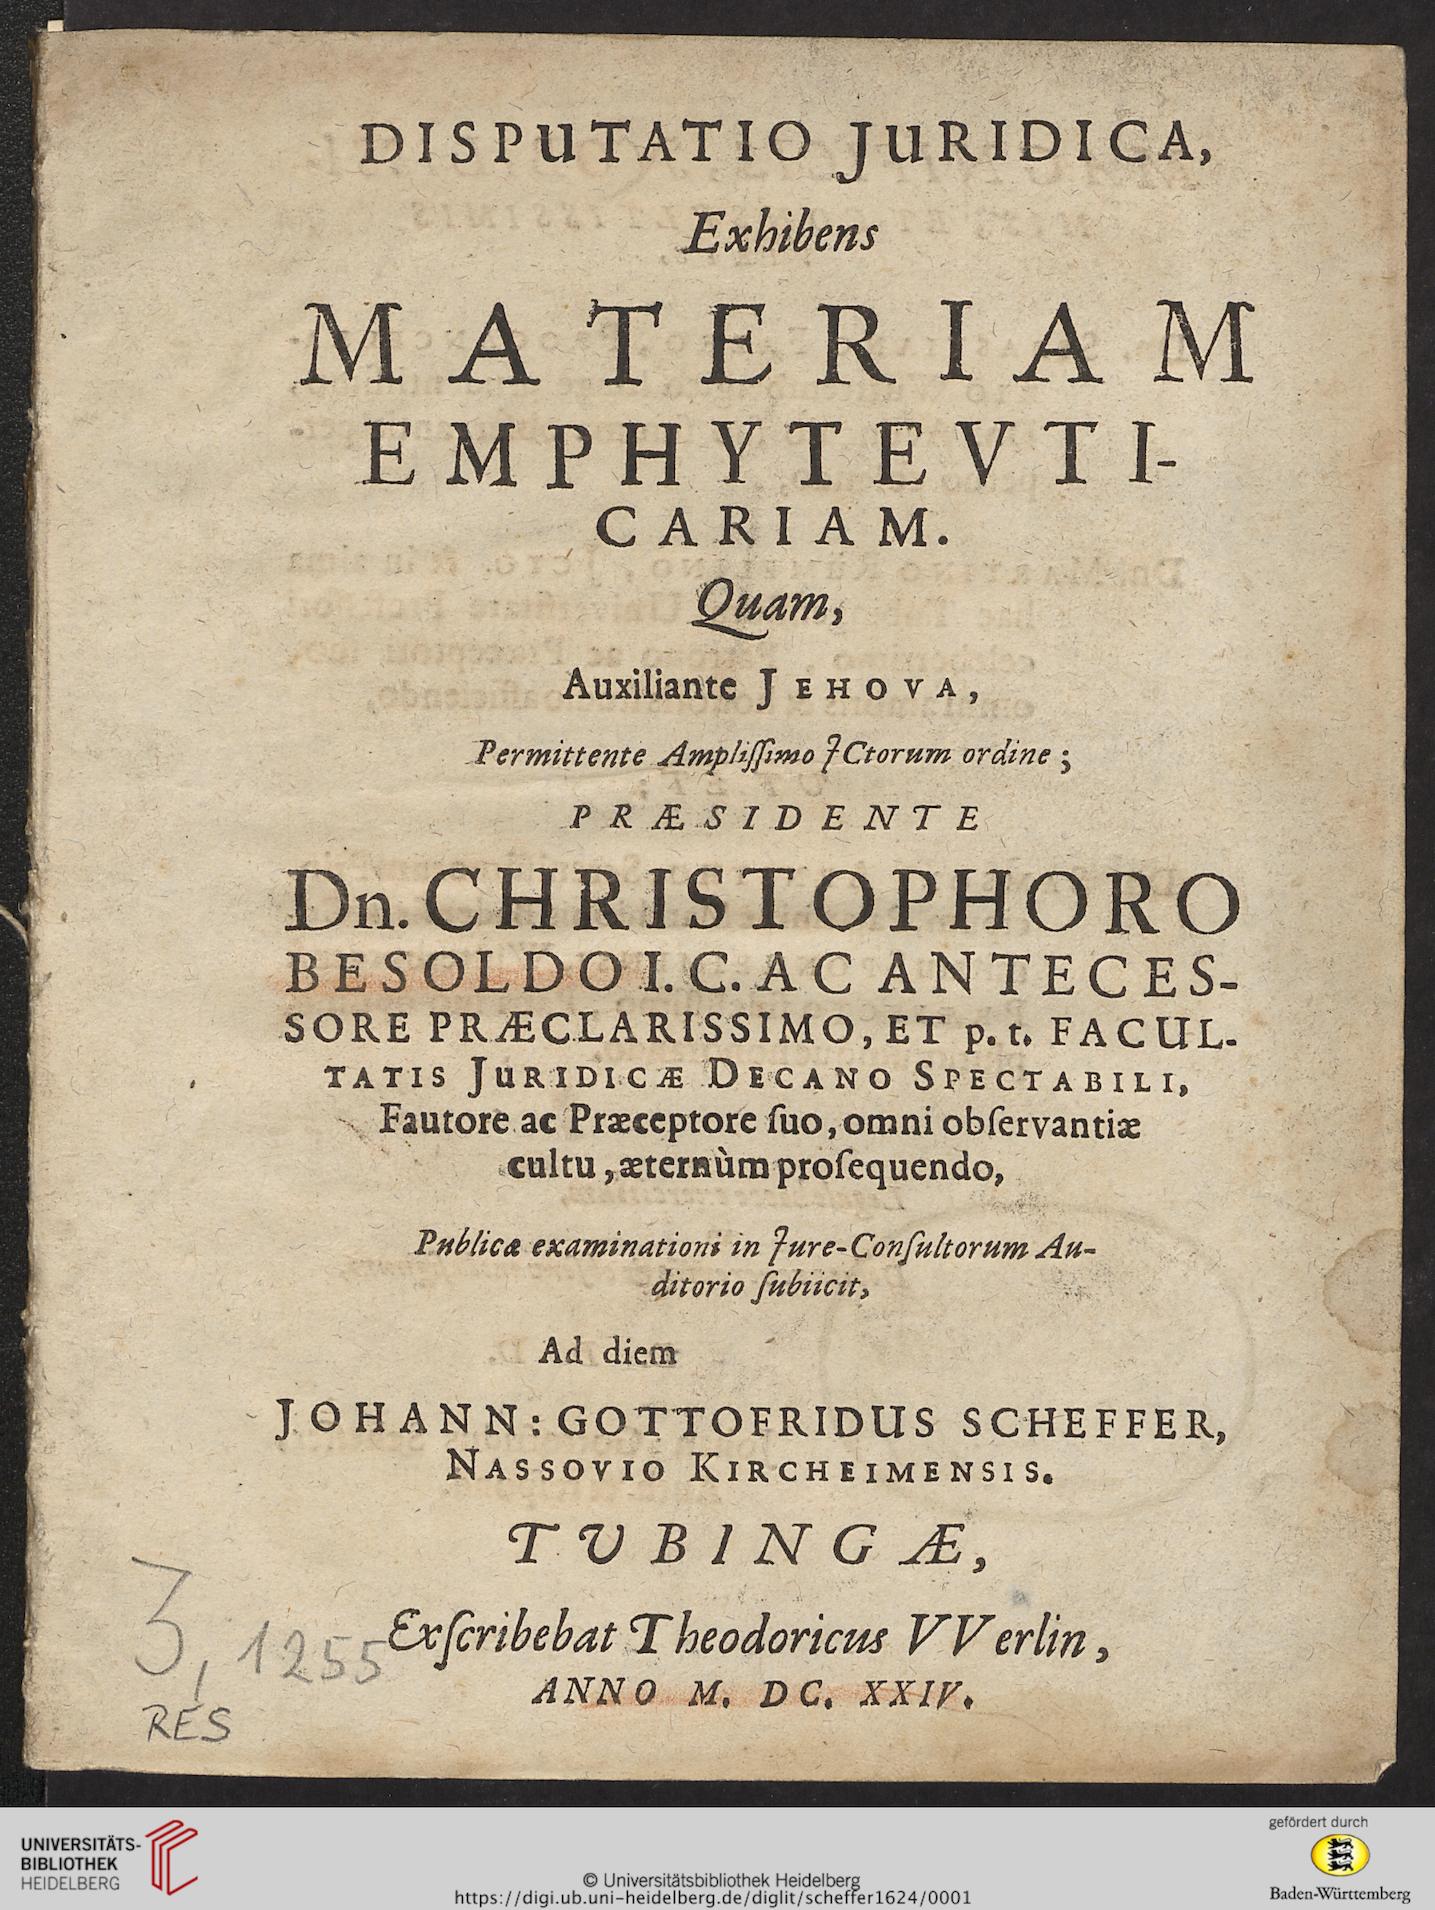 DISPUTATIO JURIDICA,
Exhibens
MATERIAM
EMPHYTEVTI-
CARIAM.
Quam,
Auxiliante JEHOVA,
Permittente Ampliſſimo JCtorum ordine;
PRÆSIDENTE
Dn. CHRISTOPHORO
BESOLDO I. C. AC ANTECES-
SORE PRÆCLARISSIMO, ET p. t. FACUL-
TATIS JURIDICÆ DECANO SPECTABILI,
Fautore ac Præceptore ſuo, omni obſervantiæ
cultu, æternùm proſequendo,
Publicæ examinationi in Jure-Conſultorum Au-
ditorio ſubiicit,
Ad diem
JOHANN: GOTTOFRIDUS SCHEFFER,
NASSOVIO KIRCHEIMENSIS.
TVBINGÆ,
Exſcribebat Theodoricus VVerlin,
ANNO M. DC. XXIV.
3, 1255
RES
UNIVERSITÄTS-
BIBLIOTHEK
HEIDELBERG
© Universitätsbibliothek Heidelberg
https://digi.ub.uni-heidelberg.de/diglit/scheffer1624/0001
gefördert durch
Baden-Württemberg